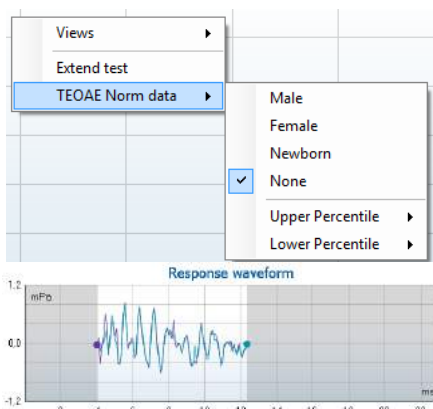 Views
Extend test
TEOAE Norm data
Male
Female
Newborn
None
Upper Percentile
Lower Percentile
Response waveform
1.2
mPa
0.0
-1.2
ms